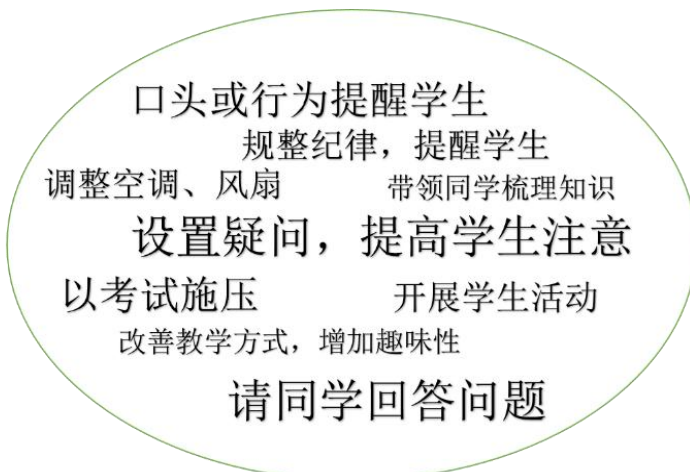 口头或行为提醒学生
规整纪律，提醒学生
调整空调、风扇
带领同学梳理知识
设置疑问，提高学生注意
以考试施压
开展学生活动
改善教学方式，增加趣味性
请同学回答问题